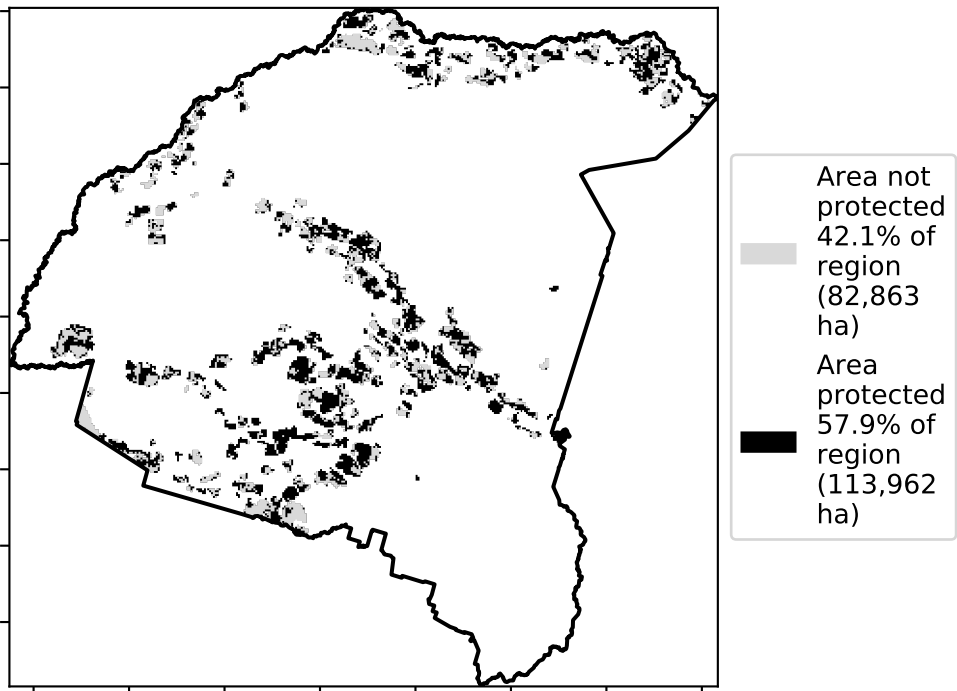 Area not
protected
42.1% of
region
(82,863
ha)
Area
protected
57.9% of
region
(113,962
ha)